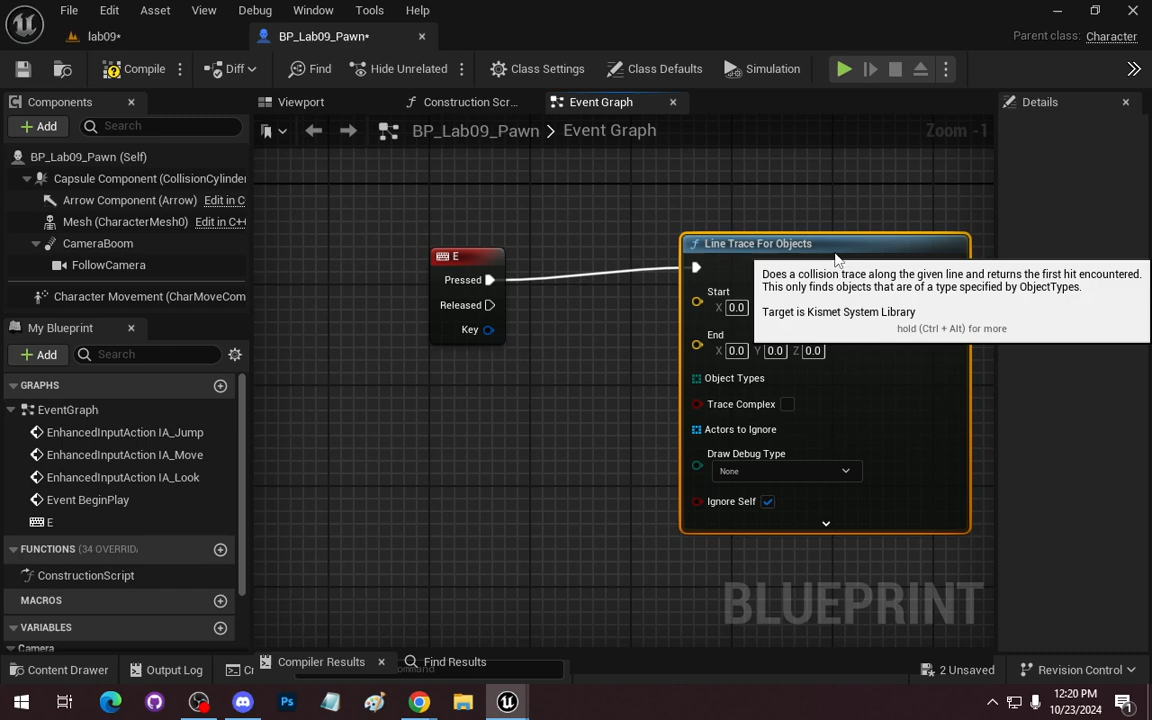 File Edit Asset View Debug Window Tools Help
lab09* BP_Lab09_Pawn* Parent class: Character
Compile Diff Find Hide Unrelated Class Settings Class Defaults Simulation
Components Viewport Construction Scr... Event Graph Details
Add Search BP_Lab09_Pawn > Event Graph Zoom -1
BP_Lab09_Pawn (Self)
Capsule Component (CollisionCylinder
Arrow Component (Arrow) Edit in C
Mesh (CharacterMesh0) Edit in C++
CameraBoom
FollowCamera
Character Movement (CharMoveCom
My Blueprint
Add Search
GRAPHS
EventGraph
EnhancedInputAction IA_Jump
EnhancedInputAction IA_Move
EnhancedInputAction IA_Look
Event BeginPlay
E
FUNCTIONS (34 OVERRID
ConstructionScript
MACROS
VARIABLES
Camera
E
Pressed
Released
Key
Line Trace For Objects
Start
X 0.0
End
X 0.0 Y 0.0 Z 0.0
Object Types
Trace Complex
Actors to Ignore
Draw Debug Type
None
Ignore Self
Does a collision trace along the given line and returns the first hit encountered.
This only finds objects that are of a type specified by ObjectTypes.
Target is Kismet System Library
hold (Ctrl + Alt) for more
BLUEPRINT
Compiler Results Find Results
Content Drawer Output Log 2 Unsaved Revision Control
12:20 PM
10/23/2024
1